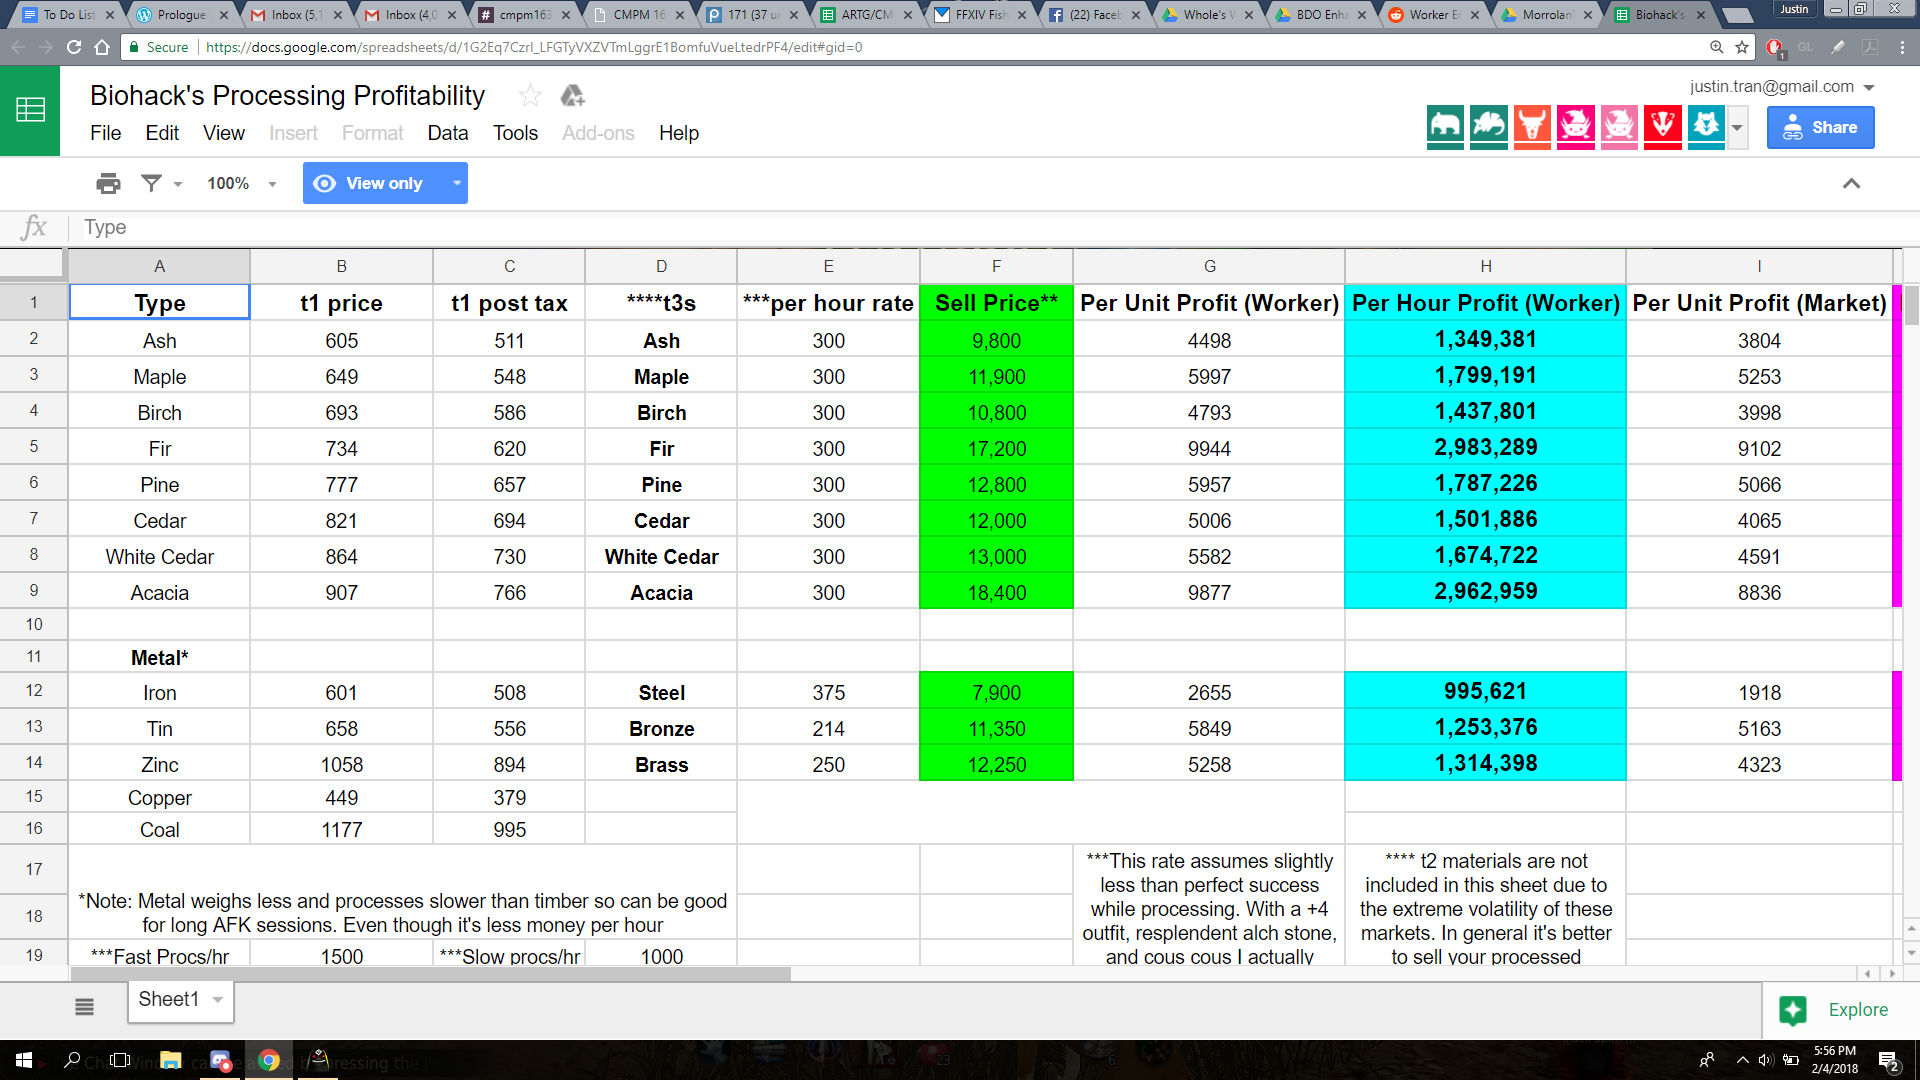 To Do List
Prologue
Inbox (5,1
Inbox (4,0
cmpm163
CMPM 16
171 (37 u
ARTG/CM
FFXIV Fish
(22) Faceb
Whole's V
BDO Enha
Worker E
Morrolan
Biohack's
Justin
Secure
https://docs.google.com/spreadsheets/d/1G2Eq7CzrI_LFGTyVXZVTmLggrE1BomfuVueLtedrPF4/edit#gid=0
Biohack's Processing Profitability
justin.tran@gmail.com
File Edit View Insert Format Data Tools Add-ons Help
Share
100% View only
fx Type
A B C D E F G H I
1 Type t1 price t1 post tax ****t3s ***per hour rate Sell Price** Per Unit Profit (Worker) Per Hour Profit (Worker) Per Unit Profit (Market)
2 Ash 605 511 Ash 300 9,800 4498 1,349,381 3804
3 Maple 649 548 Maple 300 11,900 5997 1,799,191 5253
4 Birch 693 586 Birch 300 10,800 4793 1,437,801 3998
5 Fir 734 620 Fir 300 17,200 9944 2,983,289 9102
6 Pine 777 657 Pine 300 12,800 5957 1,787,226 5066
7 Cedar 821 694 Cedar 300 12,000 5006 1,501,886 4065
8 White Cedar 864 730 White Cedar 300 13,000 5582 1,674,722 4591
9 Acacia 907 766 Acacia 300 18,400 9877 2,962,959 8836
10
11 Metal*
12 Iron 601 508 Steel 375 7,900 2655 995,621 1918
13 Tin 658 556 Bronze 214 11,350 5849 1,253,376 5163
14 Zinc 1058 894 Brass 250 12,250 5258 1,314,398 4323
15 Copper 449 379
16 Coal 1177 995
17
18 *Note: Metal weighs less and processes slower than timber so can be good
for long AFK sessions. Even though it's less money per hour
***This rate assumes slightly
less than perfect success
while processing. With a +4
outfit, resplendent alch stone,
and cous cous I actually
**** t2 materials are not
included in this sheet due to
the extreme volatility of these
markets. In general it's better
to sell your processed
19 ***Fast Procs/hr 1500 ***Slow procs/hr 1000
Sheet1
Explore
5:56 PM
2/4/2018
2